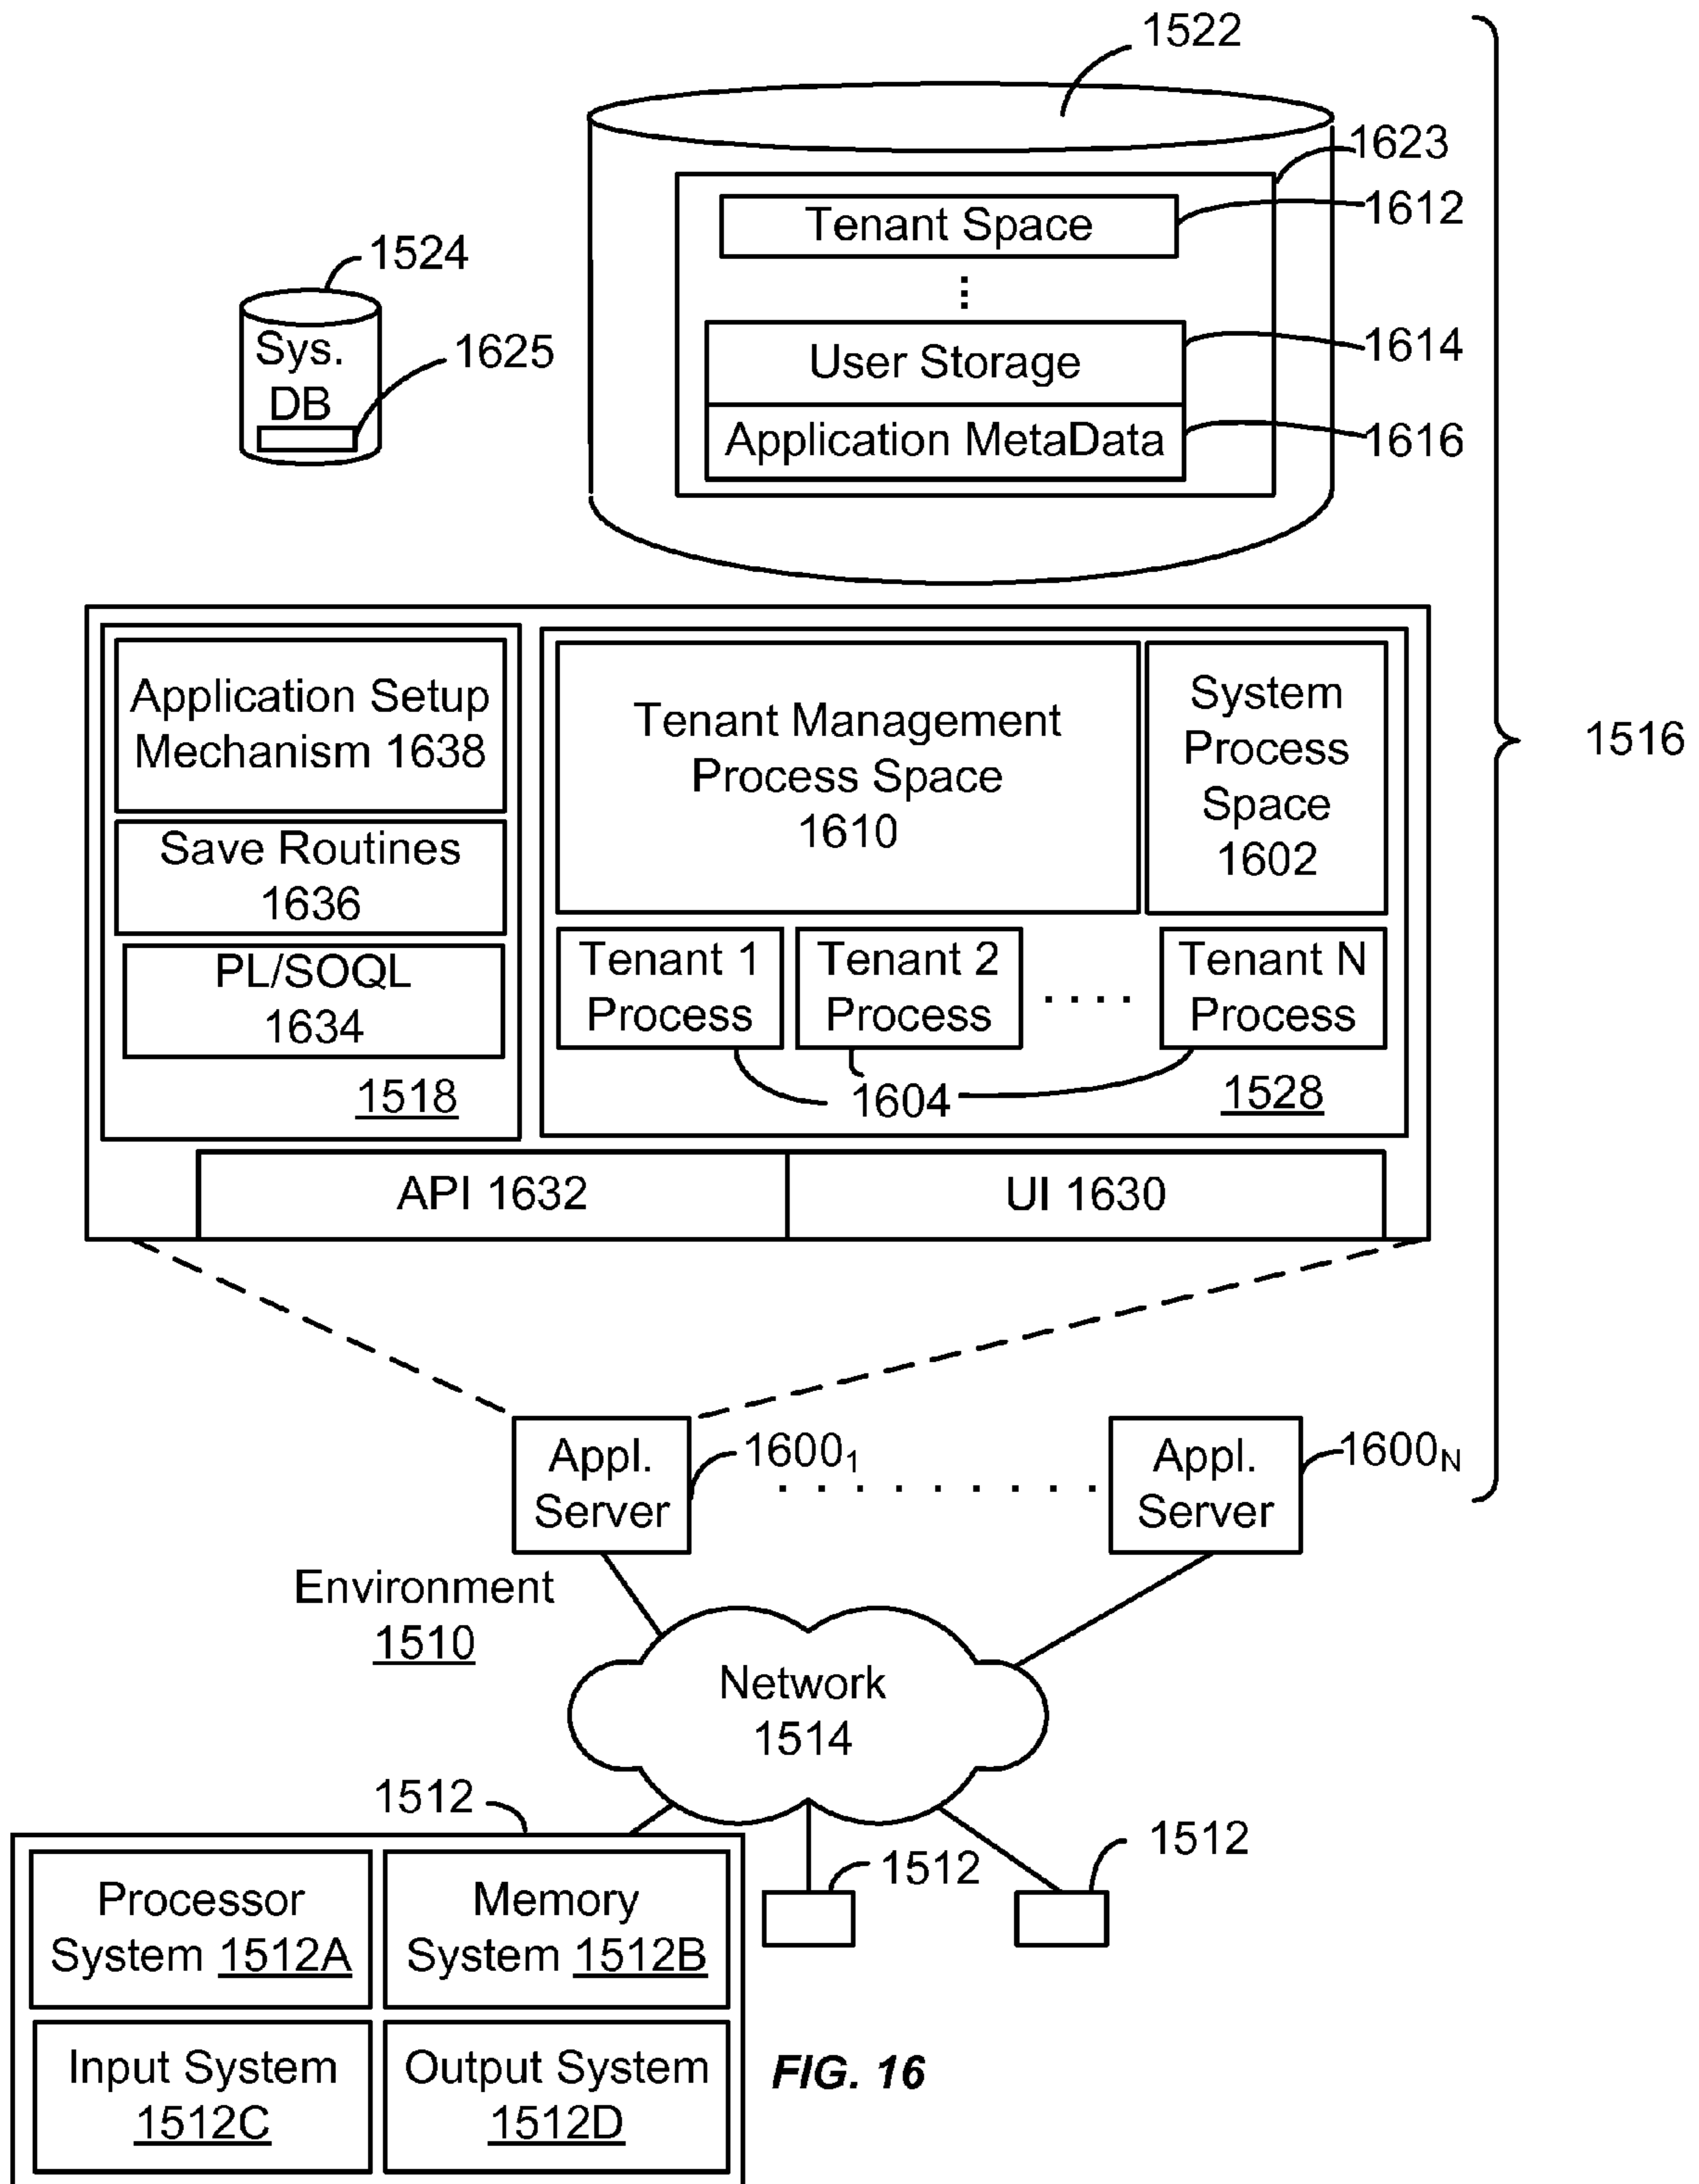 1522
1623
Tenant Space
1612
1524
Sys.
DB
1625
User Storage
1614
Application MetaData
1616
1516
Application Setup
Mechanism 1638
Save Routines
1636
PL/SOQL
1634
1518
Tenant Management
Process Space
1610
System
Process
Space
1602
Tenant 1
Process
Tenant 2
Process
Tenant N
Process
1604
1528
API 1632
UI 1630
Appl.
Server
1600₁
Appl.
Server
1600N
Environment
1510
Network
1514
1512
1512
1512
Processor
System 1512A
Memory
System 1512B
Input System
1512C
Output System
1512D
FIG. 16